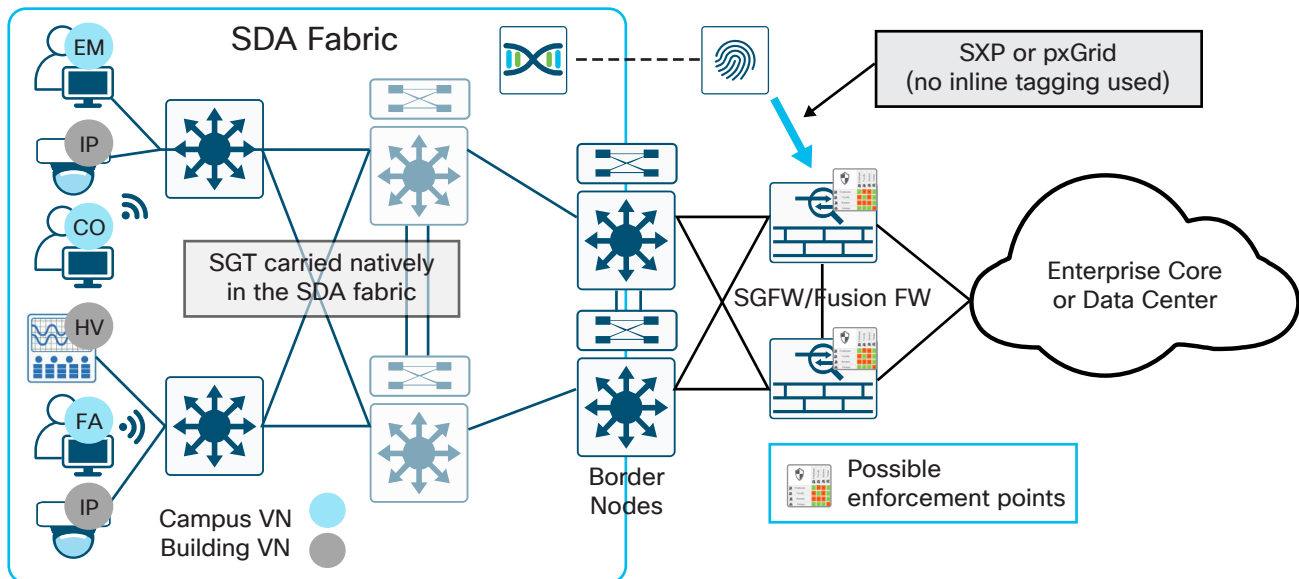 SDA Fabric
EM
IP
CO
HV
FA
IP
SGT carried natively
in the SDA fabric
Campus VN
Building VN
Border
Nodes
SXP or pxGrid
(no inline tagging used)
SGFW/Fusion FW
Enterprise Core
or Data Center
Possible
enforcement points